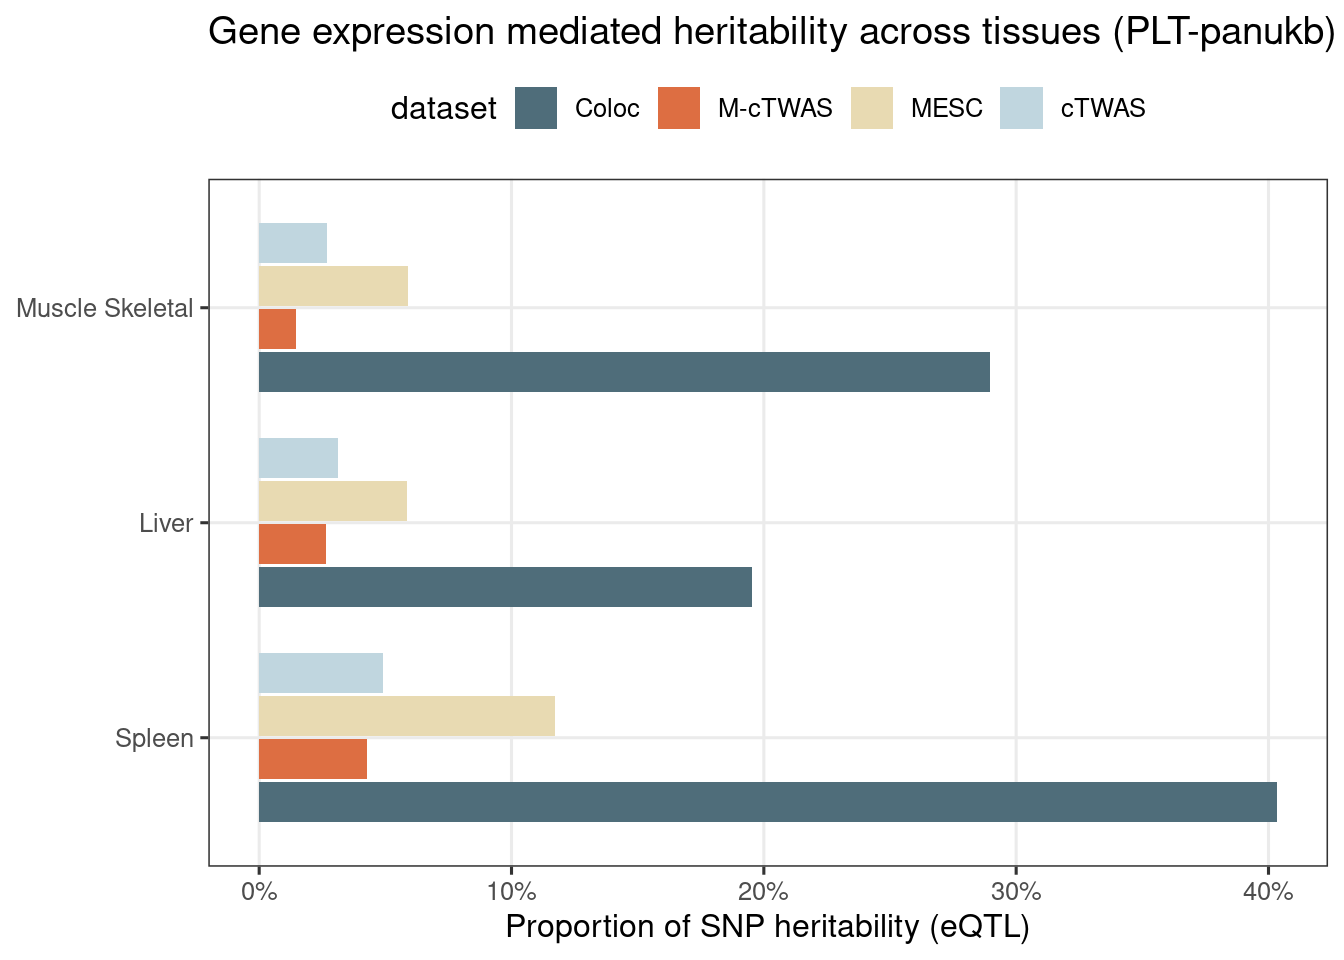 Gene expression mediated heritability across tissues (PLT-panukb)
dataset Coloc M-cTWAS MESC cTWAS
Muscle Skeletal
Liver
Spleen
0% 10% 20% 30% 40%
Proportion of SNP heritability (eQTL)